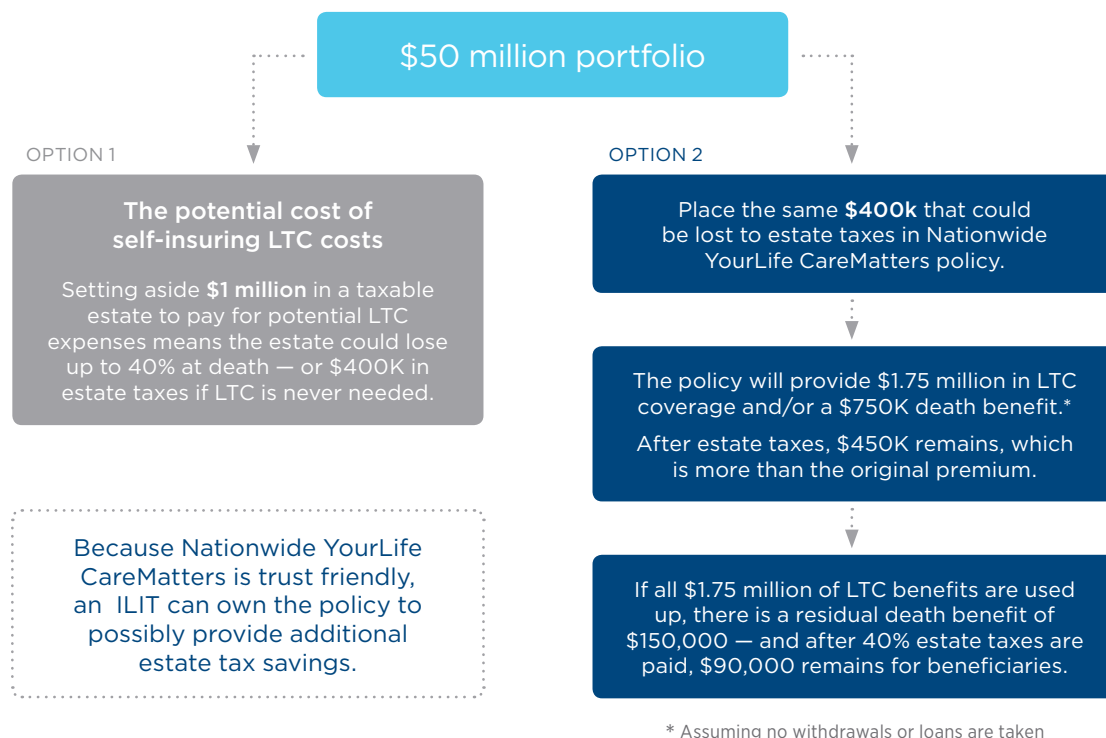 $50 million portfolio
OPTION 1
The potential cost of
self-insuring LTC costs
Setting aside $1 million in a taxable
estate to pay for potential LTC
expenses means the estate could lose
up to 40% at death — or $400K in
estate taxes if LTC is never needed.
Because Nationwide YourLife
CareMatters is trust friendly,
an ILIT can own the policy to
possibly provide additional
estate tax savings.
OPTION 2
Place the same $400k that could
be lost to estate taxes in Nationwide
YourLife CareMatters policy.
The policy will provide $1.75 million in LTC
coverage and/or a $750K death benefit.*
After estate taxes, $450K remains, which
is more than the original premium.
If all $1.75 million of LTC benefits are used
up, there is a residual death benefit of
$150,000 — and after 40% estate taxes are
paid, $90,000 remains for beneficiaries.
* Assuming no withdrawals or loans are taken